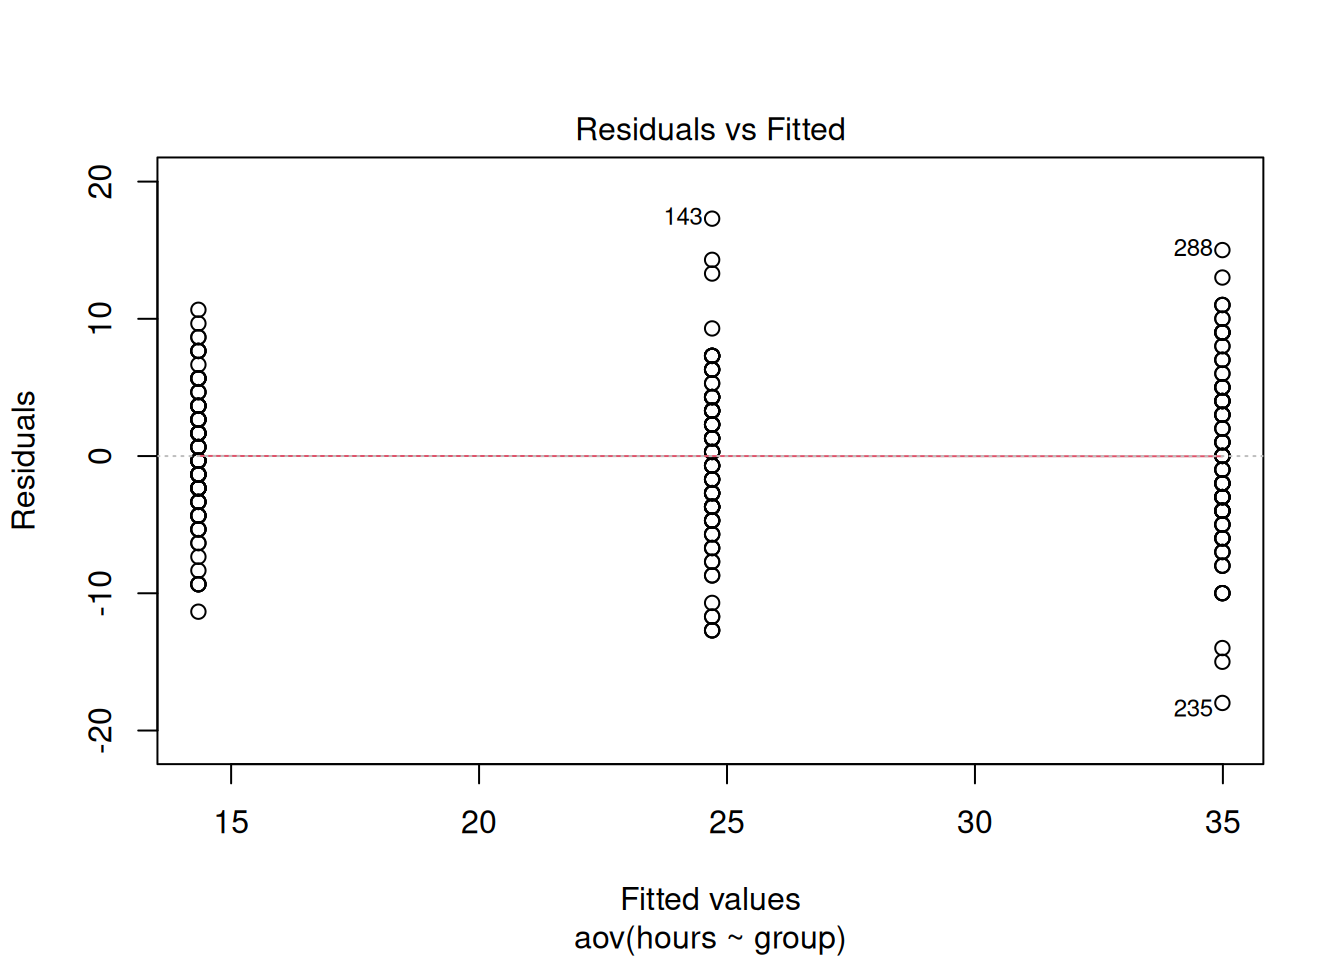 Residuals vs Fitted
20
10
0
-10
-20
Residuals
143
288
235
15 20 25 30 35
Fitted values
aov(hours ~ group)